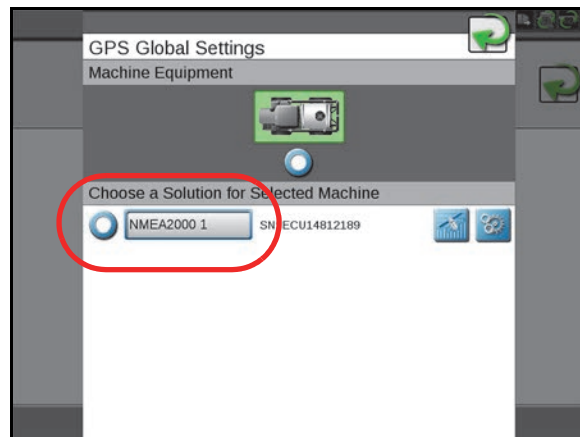 GPS Global Settings
Machine Equipment
Choose a Solution for Selected Machine
NMEA2000 1 SN ECU14812189